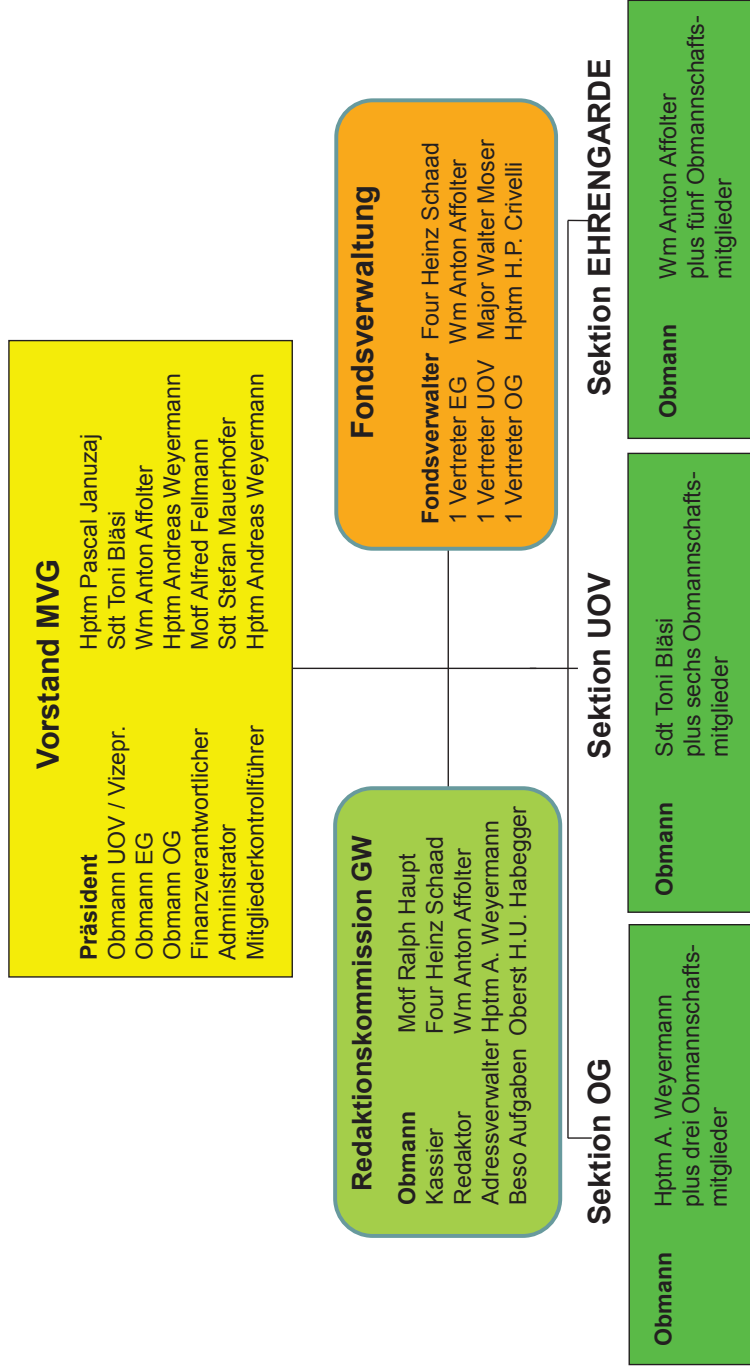 Vorstand MVG
Präsident Hptm Pascal Januzaj
Obmann UOV / Vizepr. Sdt Toni Bläsi
Obmann EG Wm Anton Affolter
Obmann OG Hptm Andreas Weyermann
Finanzverantwortlicher Motf Alfred Fellmann
Administrator Sdt Stefan Mauerhofer
Mitgliederkontrollführer Hptm Andreas Weyermann
Redaktionskommission GW
Obmann Motf Ralph Haupt
Kassier Four Heinz Schaad
Redaktor Wm Anton Affolter
Adressverwalter Hptm A. Weyermann
Beso Aufgaben Oberst H.U. Habegger
Fondsverwaltung
Fondsverwalter Four Heinz Schaad
1 Vertreter EG Wm Anton Affolter
1 Vertreter UOV Major Walter Moser
1 Vertreter OG Hptm H.P. Crivelli
Sektion OG
Obmann Hptm A. Weyermann
plus drei Obmannschafts-
mitglieder
Sektion UOV
Obmann Sdt Toni Bläsi
plus sechs Obmannschafts-
mitglieder
Sektion EHRENGARDE
Obmann Wm Anton Affolter
plus fünf Obmannschafts-
mitglieder